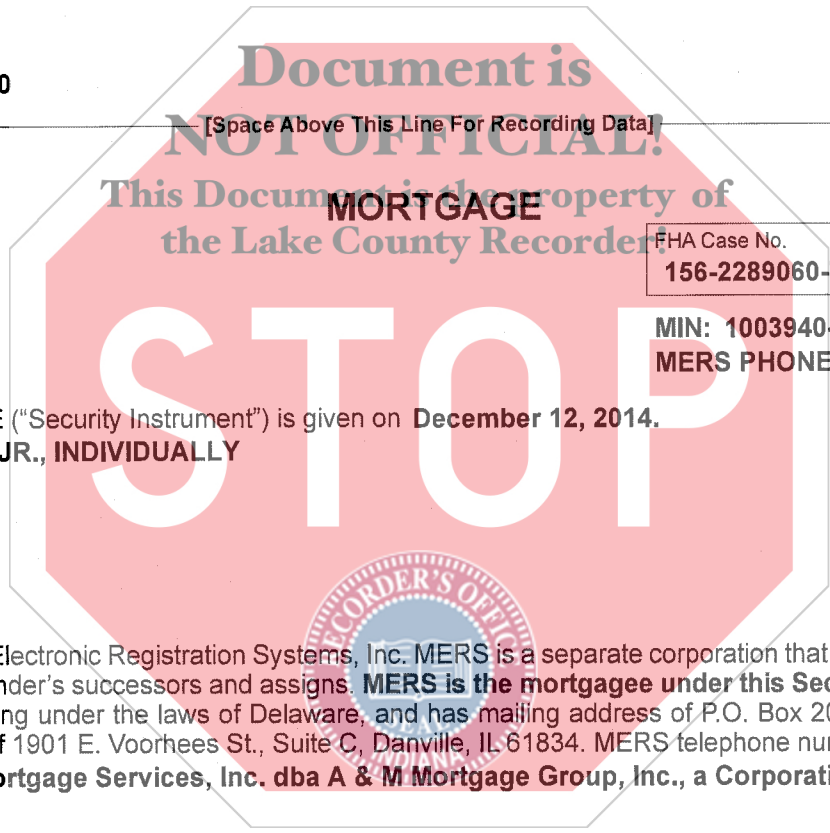 Document is
0
[Space Above This Line For Recording Data]
NOT OFFICIAL!
This Document is the property of
MORTGAGE
the Lake County Recorder!
FHA Case No.
156-2289060-
MIN: 1003940-
MERS PHONE
STOP
E (“Security Instrument”) is given on December 12, 2014.
JR., INDIVIDUALLY
RECORDER'S OFFICE
Electronic Registration Systems, Inc. MERS is a separate corporation that
nder's successors and assigns. MERS is the mortgagee under this Sec
ng under the laws of Delaware, and has mailing address of P.O. Box 20
f 1901 E. Voorhees St., Suite C, Danville, IL 61834. MERS telephone nu
SEAL
INDIANA
ortgage Services, Inc. dba A & M Mortgage Group, Inc., a Corporati